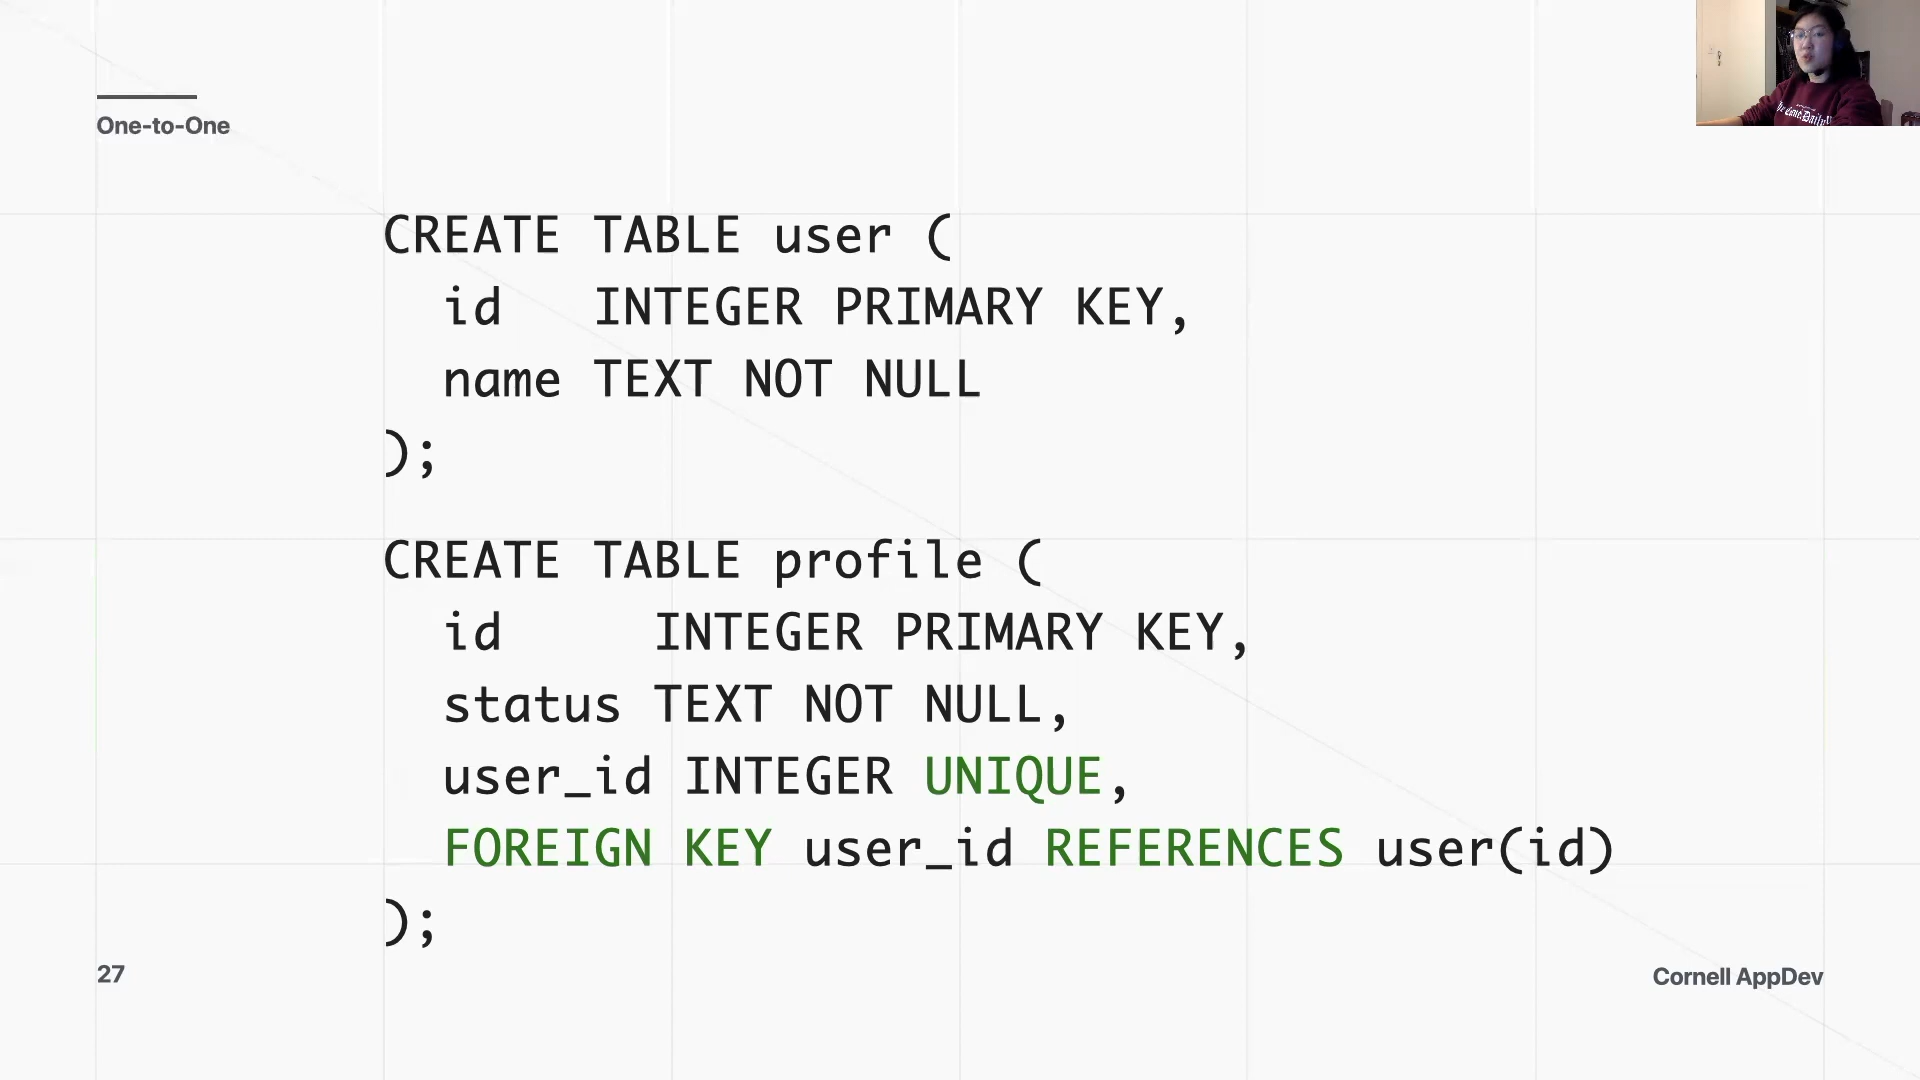 One-to-One
CREATE TABLE user (
id INTEGER PRIMARY KEY,
name TEXT NOT NULL
);
CREATE TABLE profile (
id INTEGER PRIMARY KEY,
status TEXT NOT NULL,
user_id INTEGER UNIQUE,
FOREIGN KEY user_id REFERENCES user(id)
);
27
Cornell AppDev